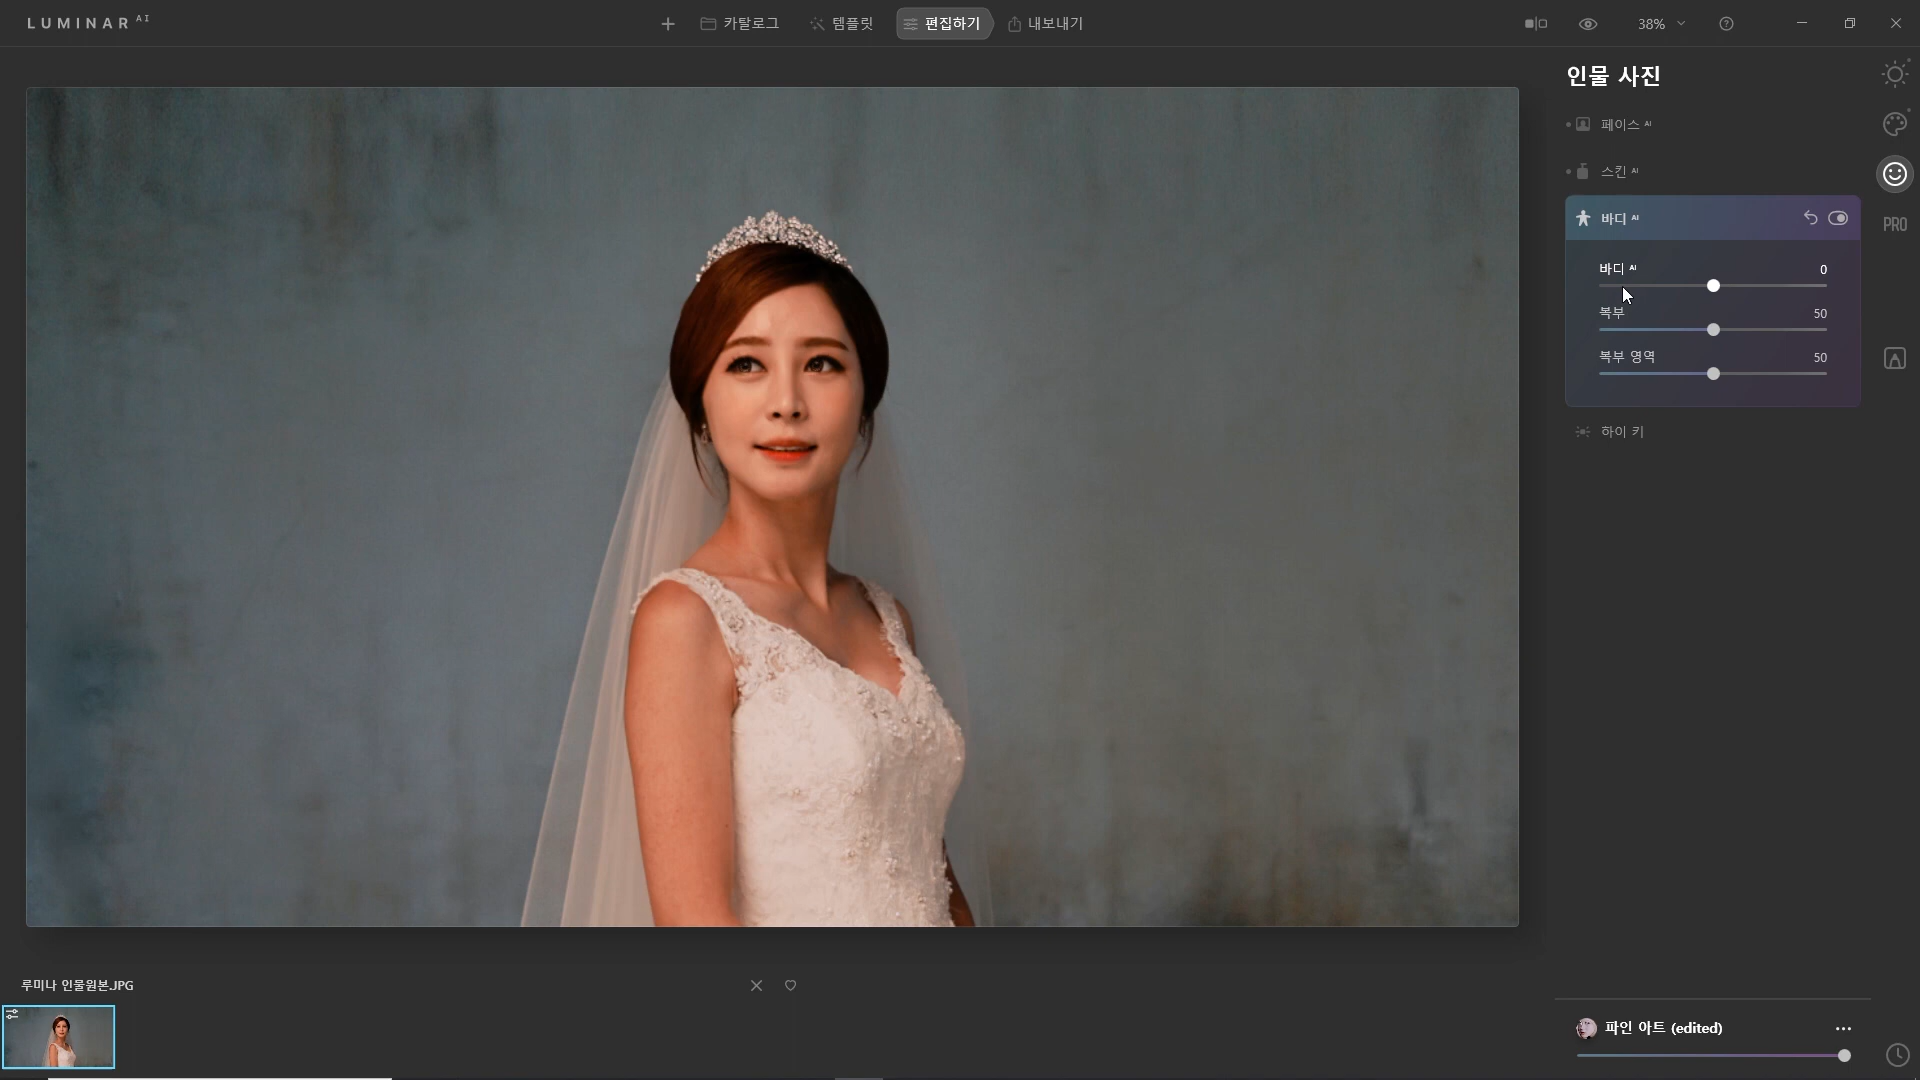 LUMINAR AI
카탈로그
템플릿
편집하기
내보내기
38%
인물 사진
페이스 AI
스킨 AI
바디 AI
바디 AI 0
복부 50
복부 영역 50
하이 키
PRO
루미나 인물원본.JPG
파인 아트 (edited)